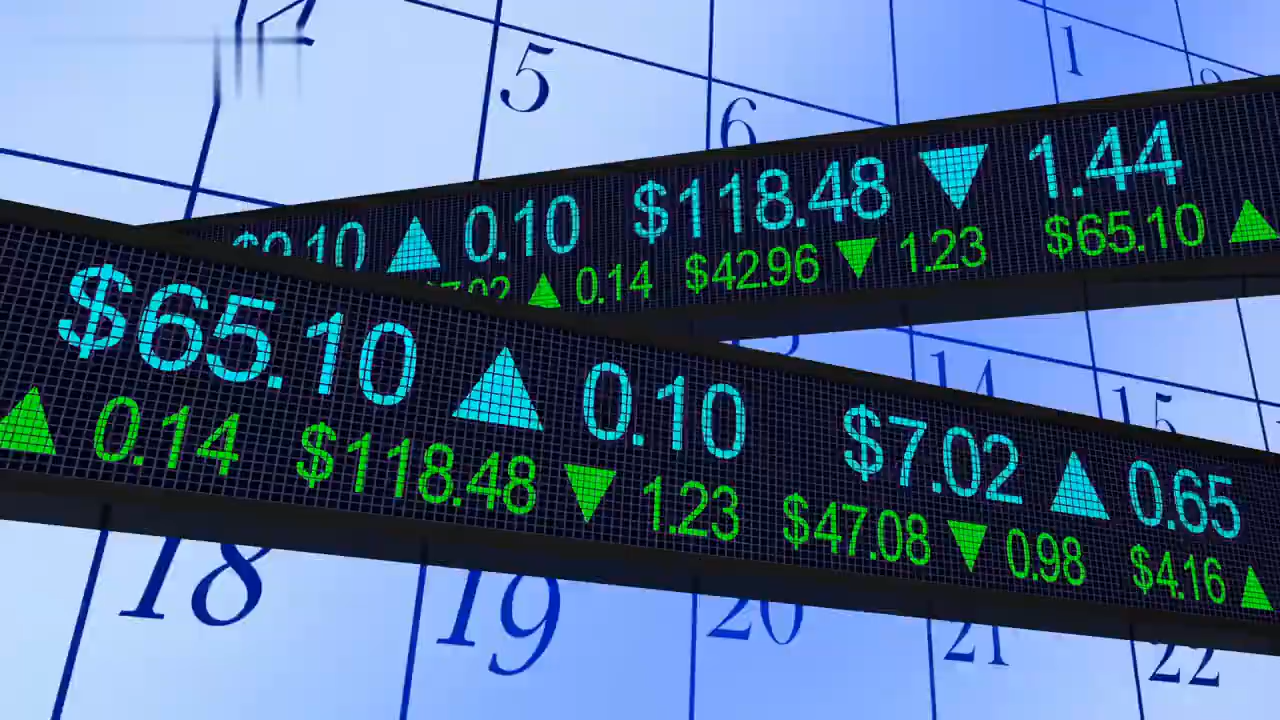 5
6
1
0.10 $118.48 ▼ 1.44
▲ 0.14 $42.96 ▼ 1.23 $65.10 ▲
$65.10 ▲ 0.10 $7.02 ▲ 0.65
▲ 0.14 $118.48 ▼ 1.23 $47.08 ▼ 0.98 $4.16 ▲
14
15
18
19
20
21
22